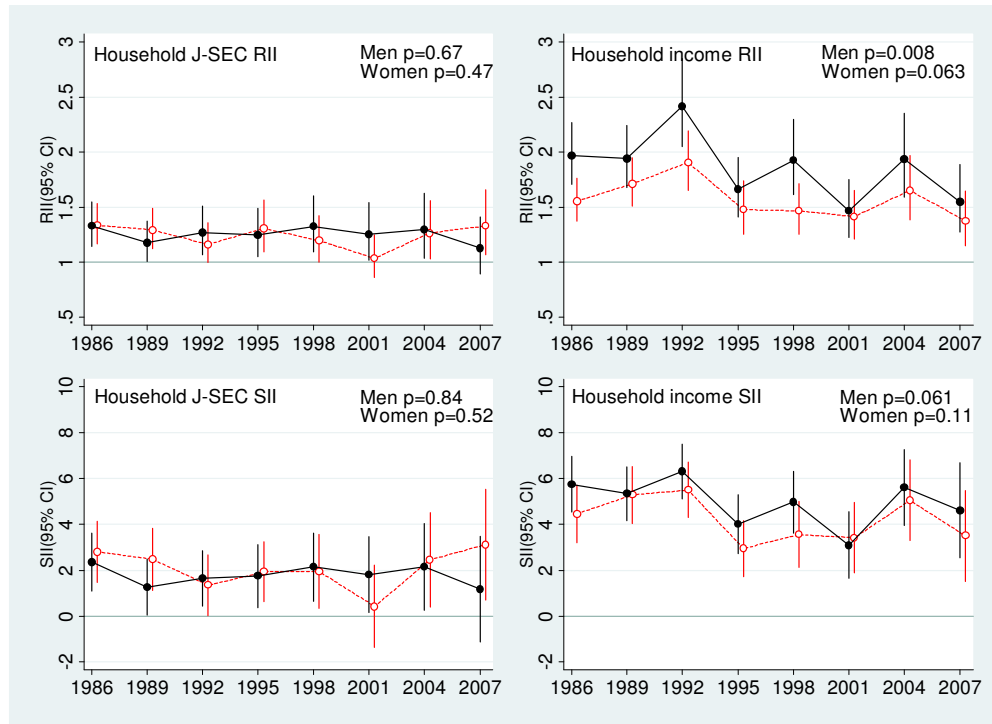 Household J-SEC RII
Men p=0.67
Women p=0.47
RII(95% CI)
3
2.5
2
1.5
1
.5
1986 1989 1992 1995 1998 2001 2004 2007
Household income RII
Men p=0.008
Women p=0.063
RII(95% CI)
3
2.5
2
1.5
1
.5
1986 1989 1992 1995 1998 2001 2004 2007
Household J-SEC SII
Men p=0.84
Women p=0.52
SII(95% CI)
10
8
6
4
2
0
-2
1986 1989 1992 1995 1998 2001 2004 2007
Household income SII
Men p=0.061
Women p=0.11
SII(95% CI)
10
8
6
4
2
0
-2
1986 1989 1992 1995 1998 2001 2004 2007